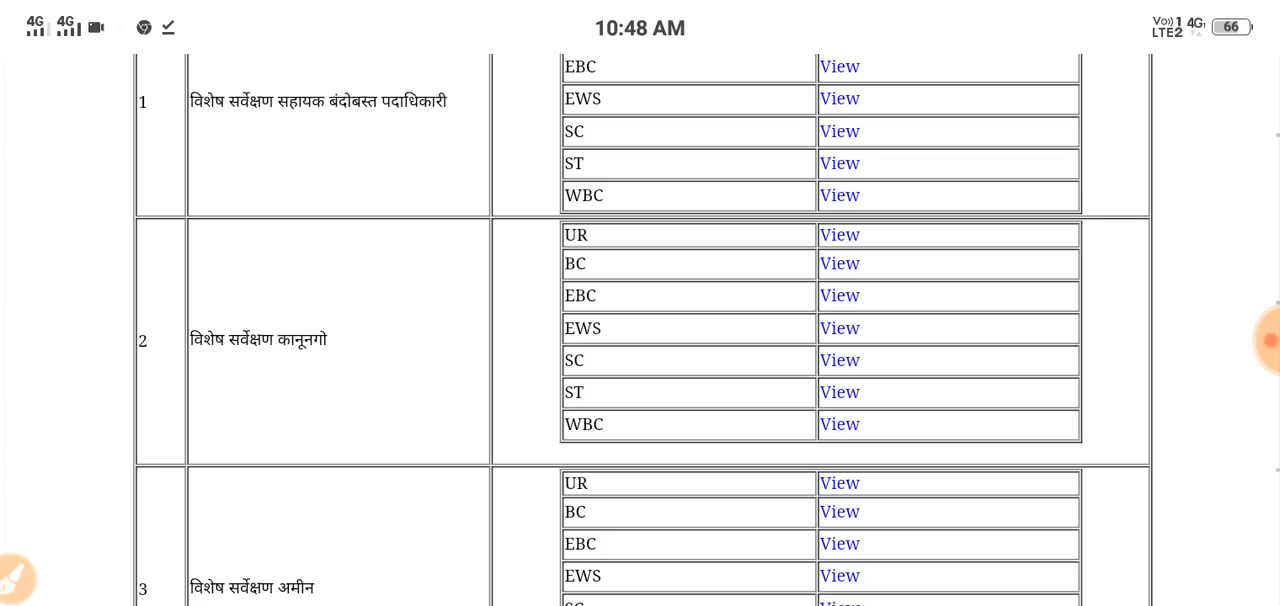 4G 4G 10:48 AM Vo)) 1 4G↑ LTE2 66
EBC View
1 विशेष सर्वेक्षण सहायक बंदोबस्त पदाधिकारी
EWS View
SC View
ST View
WBC View
UR View
BC View
EBC View
2 विशेष सर्वेक्षण कानूनगो
EWS View
SC View
ST View
WBC View
UR View
BC View
EBC View
EWS View
3 विशेष सर्वेक्षण अमीन